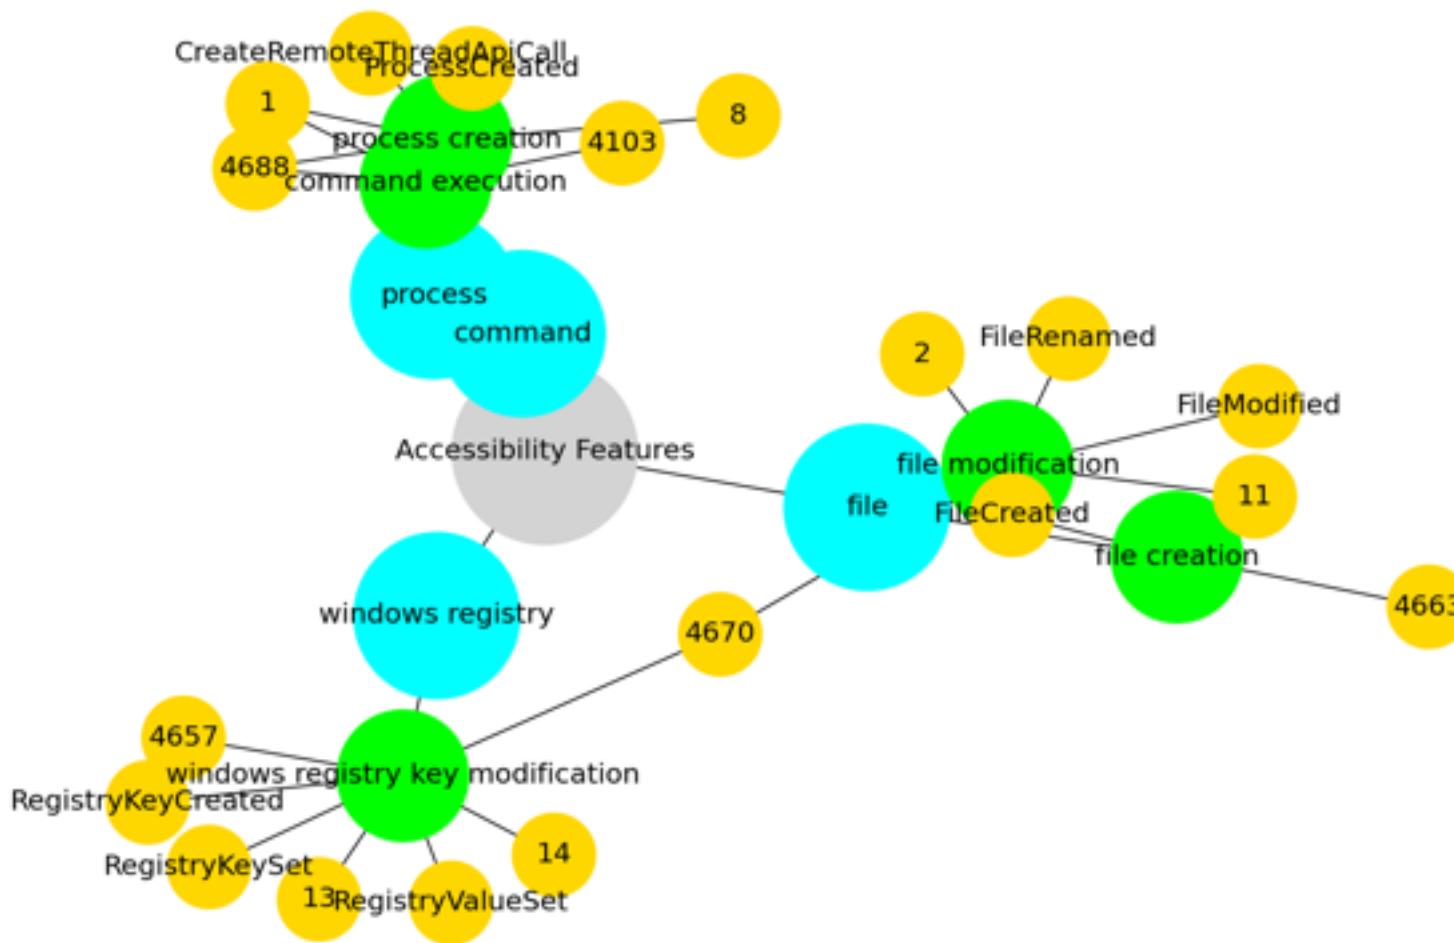 CreateRemoteThreadApiCall
ProcessCreated
1
8
process creation
4103
4688
command execution
process
command
FileRenamed
2
FileModified
Accessibility Features
file modification
11
file
FileCreated
file creation
4663
windows registry
4670
4657
windows registry key modification
RegistryKeyCreated
14
RegistryKeySet
13
RegistryValueSet